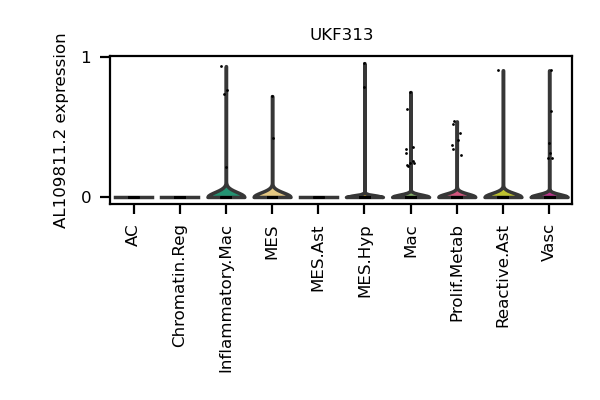 UKF313
AL109811.2 expression
1
0
AC
Chromatin.Reg
Inflammatory.Mac
MES
MES.Ast
MES.Hyp
Mac
Prolif.Metab
Reactive.Ast
Vasc